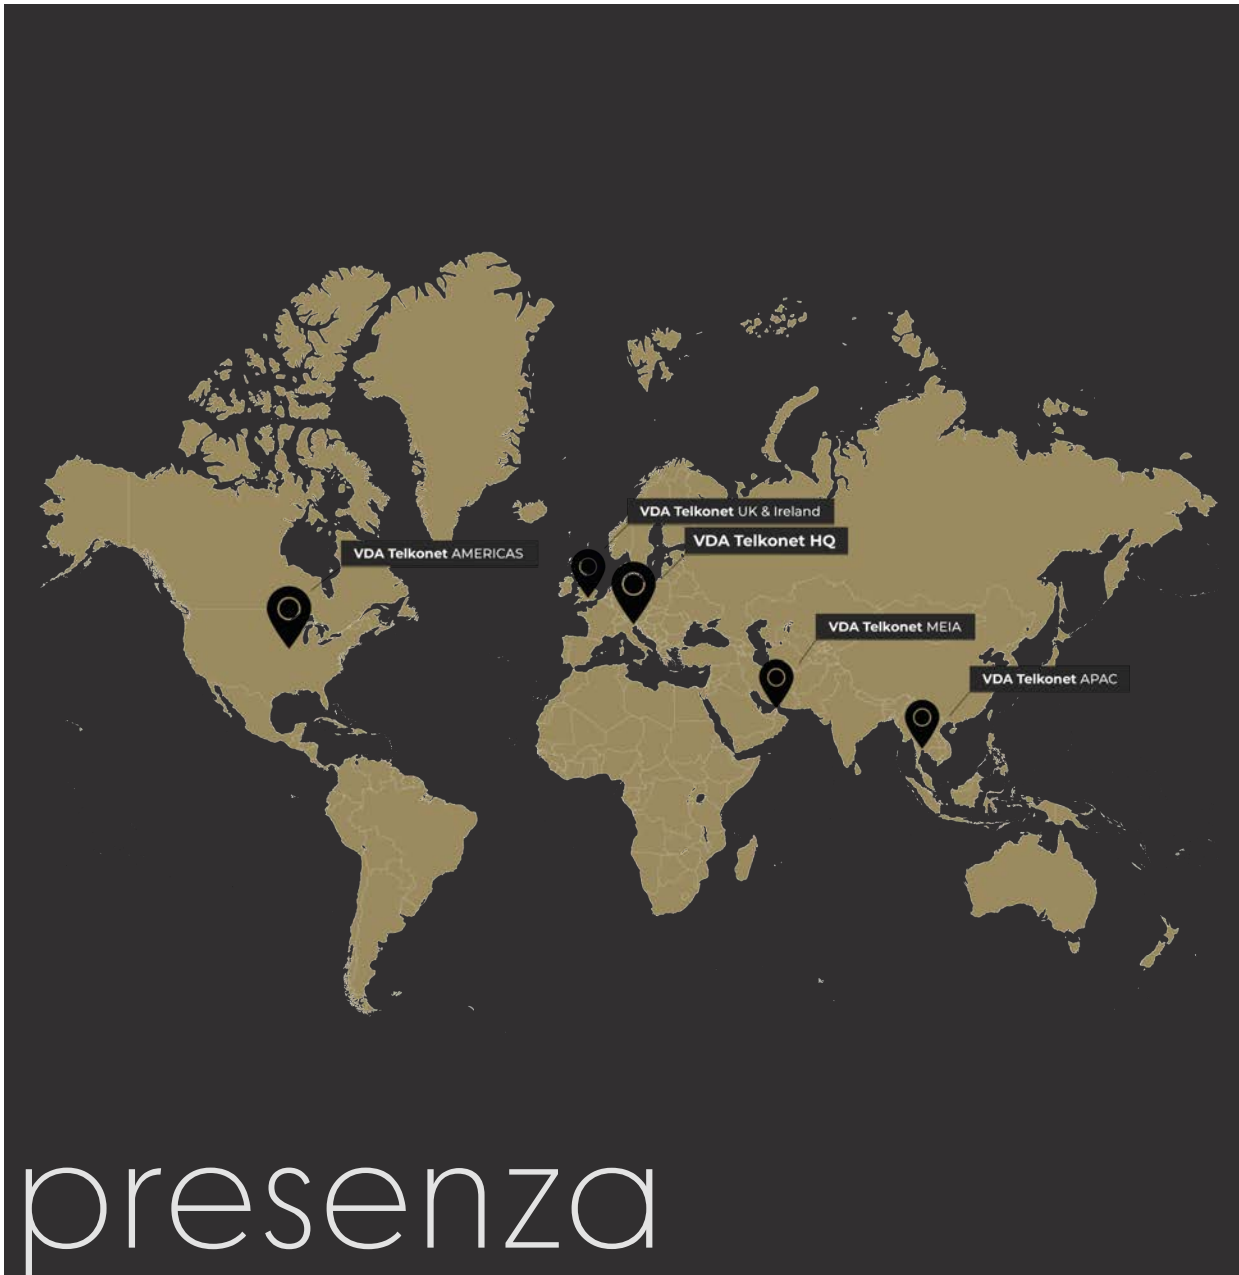 VDA Telkonet UK & Ireland
VDA Telkonet HQ
VDA Telkonet AMERICAS
VDA Telkonet MEIA
VDA Telkonet APAC
presenza